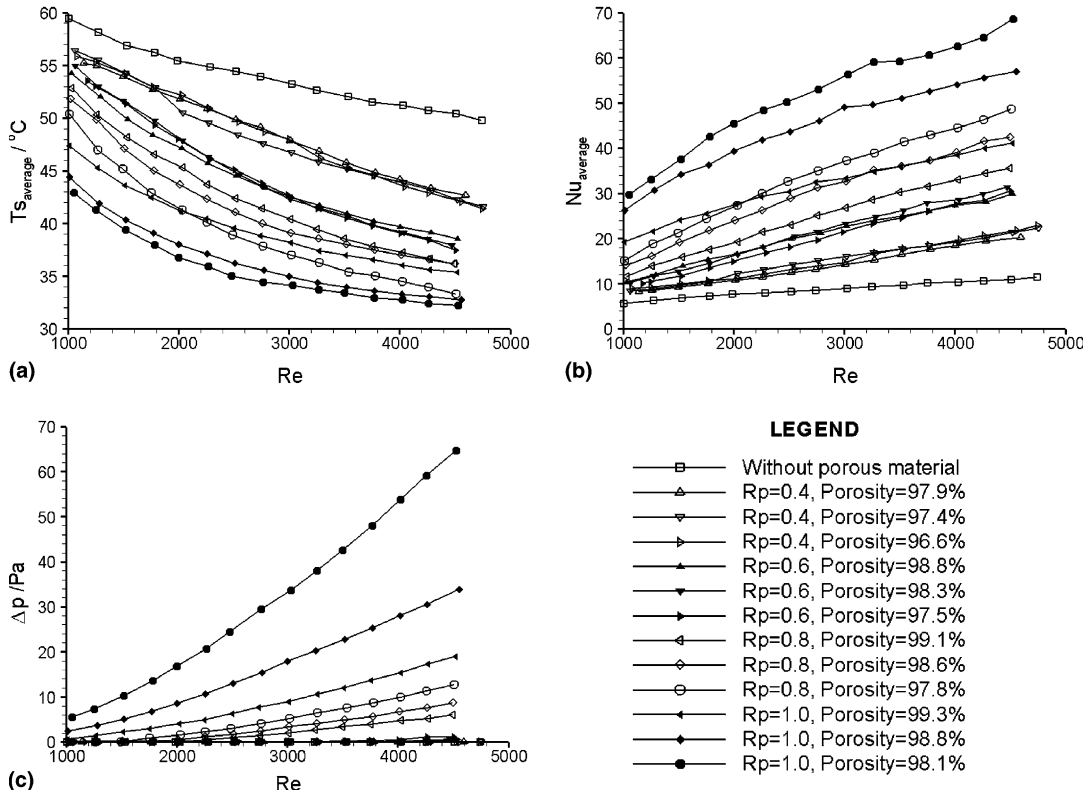 60
55
50
45
40
35
30
Ts average / °C
1000
2000
3000
4000
5000
Re
(a)
70
60
50
40
30
20
10
0
Nu average
1000
2000
3000
4000
5000
Re
(b)
70
60
50
40
30
20
10
0
Δp /Pa
1000
2000
3000
4000
5000
Re
(c)
LEGEND
Without porous material
Rp=0.4, Porosity=97.9%
Rp=0.4, Porosity=97.4%
Rp=0.4, Porosity=96.6%
Rp=0.6, Porosity=98.8%
Rp=0.6, Porosity=98.3%
Rp=0.6, Porosity=97.5%
Rp=0.8, Porosity=99.1%
Rp=0.8, Porosity=98.6%
Rp=0.8, Porosity=97.8%
Rp=1.0, Porosity=99.3%
Rp=1.0, Porosity=98.8%
Rp=1.0, Porosity=98.1%